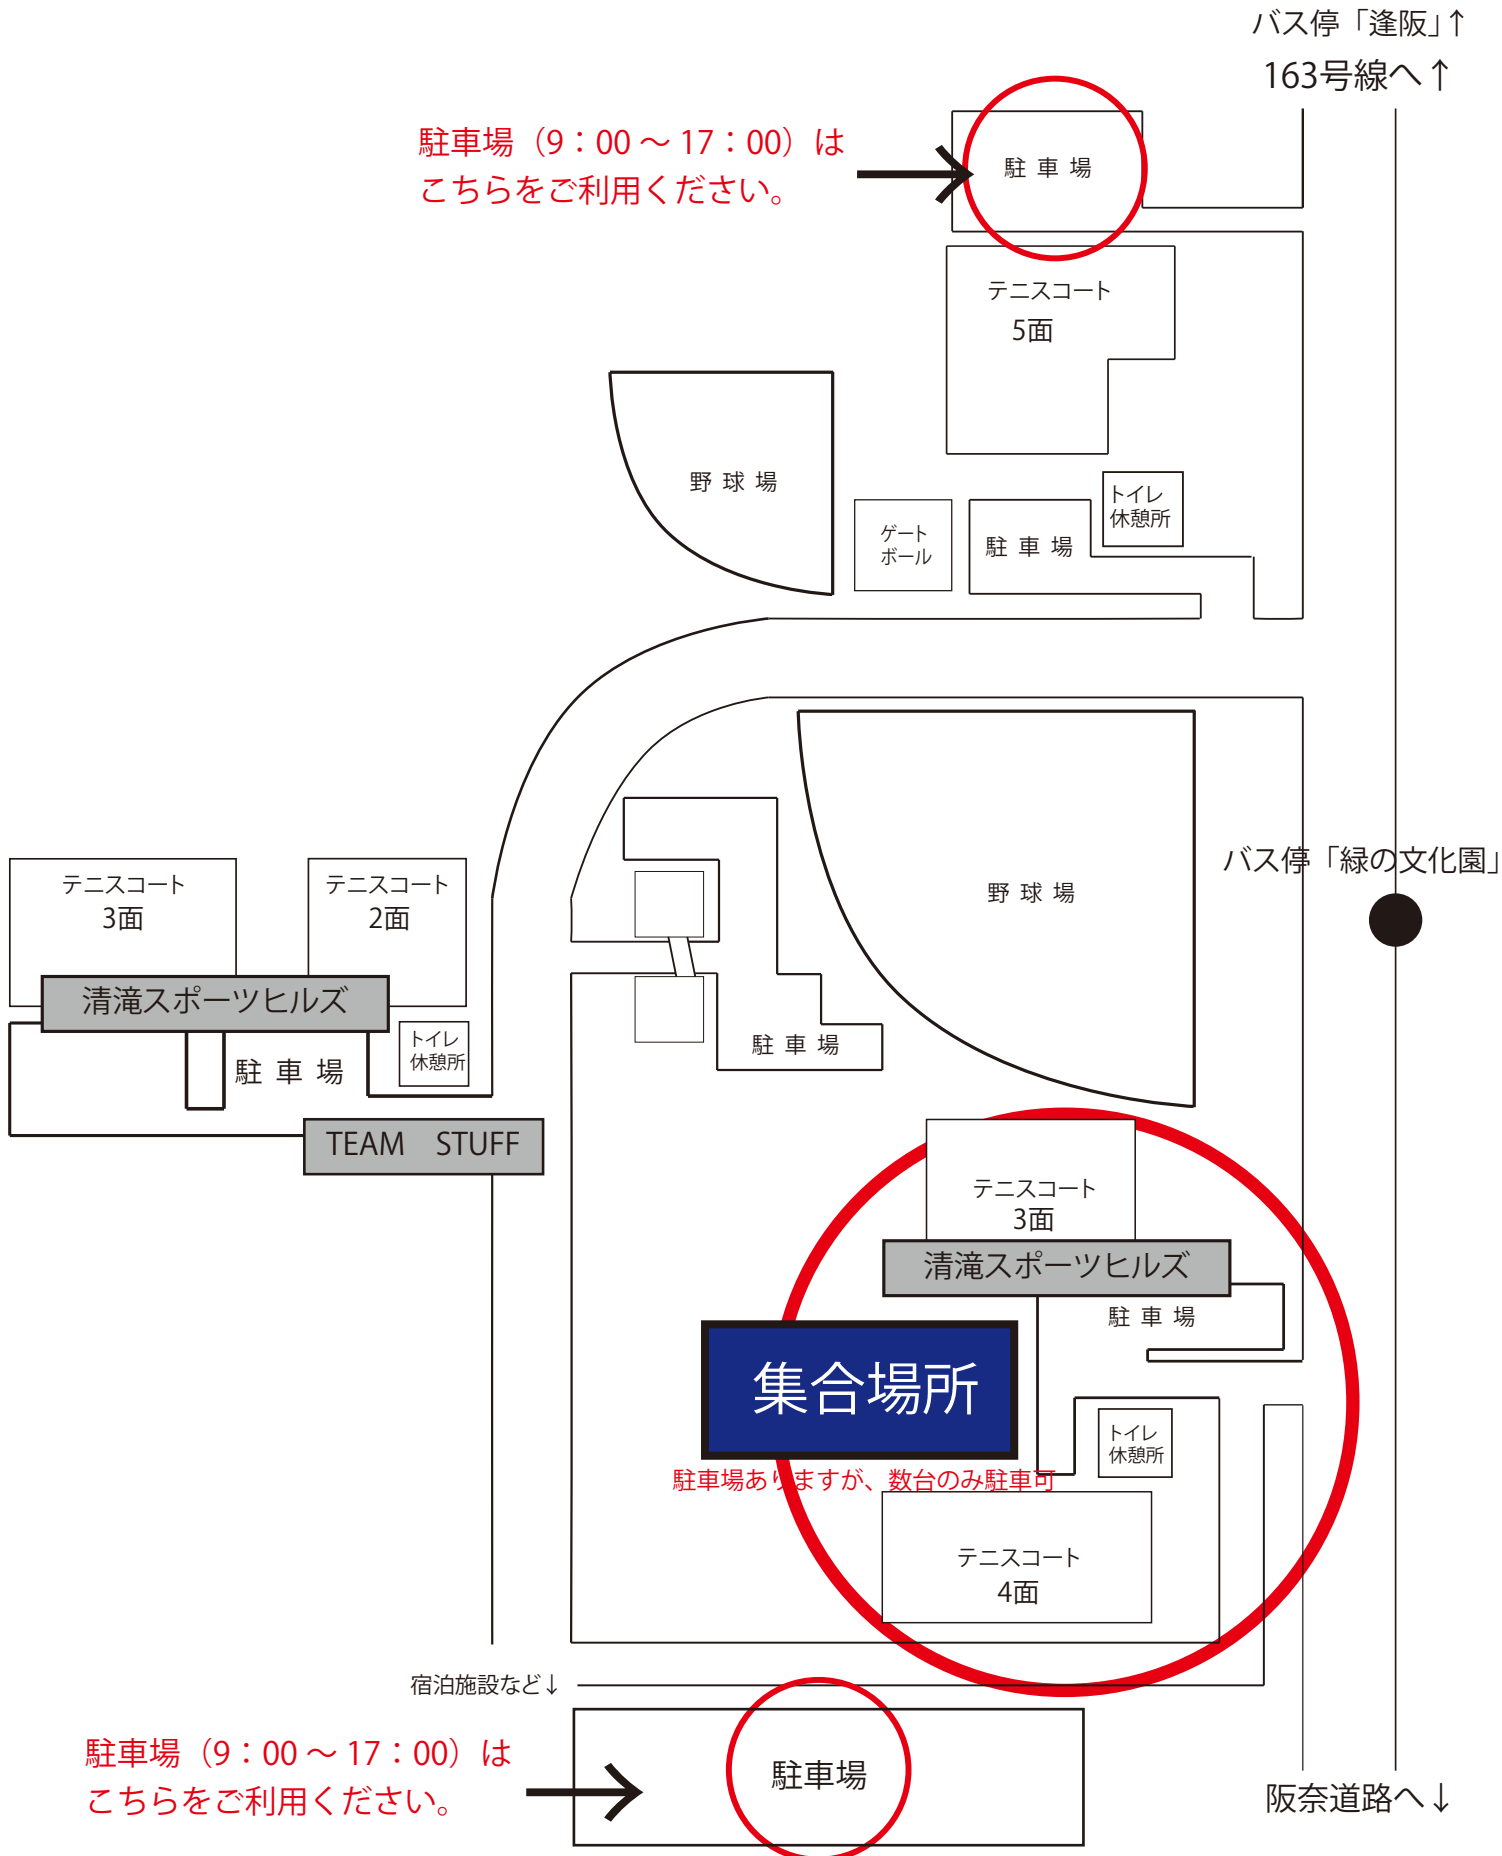 バス停「逢阪」↑
163号線へ↑
駐車場（9：00 ～ 17：00）は
こちらをご利用ください。
駐 車 場
テニスコート
5面
野 球 場
トイレ
休憩所
ゲート
ボール
駐 車 場
バス停「緑の文化園」
テニスコート
3面
テニスコート
2面
野 球 場
清滝スポーツヒルズ
トイレ
休憩所
駐 車 場
駐 車 場
TEAM　STUFF
テニスコート
3面
清滝スポーツヒルズ
駐 車 場
集合場所
トイレ
休憩所
駐車場ありますが、数台のみ駐車可
テニスコート
4面
宿泊施設など↓
駐車場（9：00 ～ 17：00）は
こちらをご利用ください。
駐車場
阪奈道路へ↓